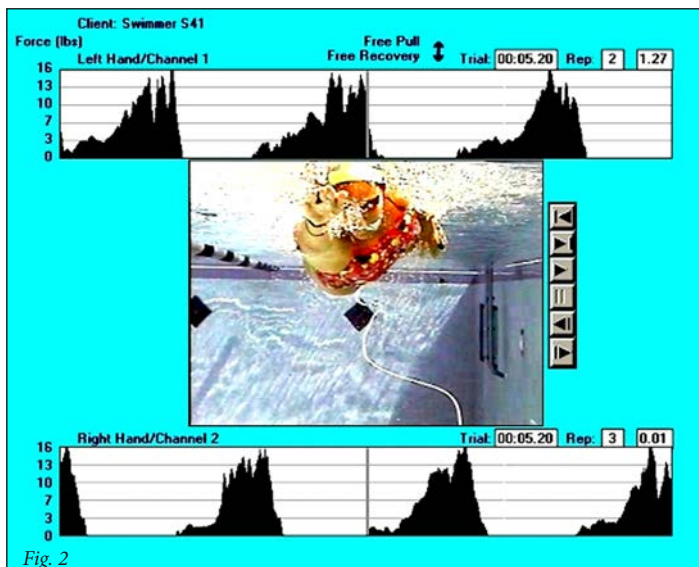 Client: Swimmer S41
Force (lbs)
Left Hand/Channel 1
Free Pull
Free Recovery
Trial: 00:05.20 Rep: 2 1.27
16
13
10
7
3
0
Right Hand/Channel 2 Trial: 00:05.20 Rep: 3 0.01
16
13
10
7
3
0
Fig. 2